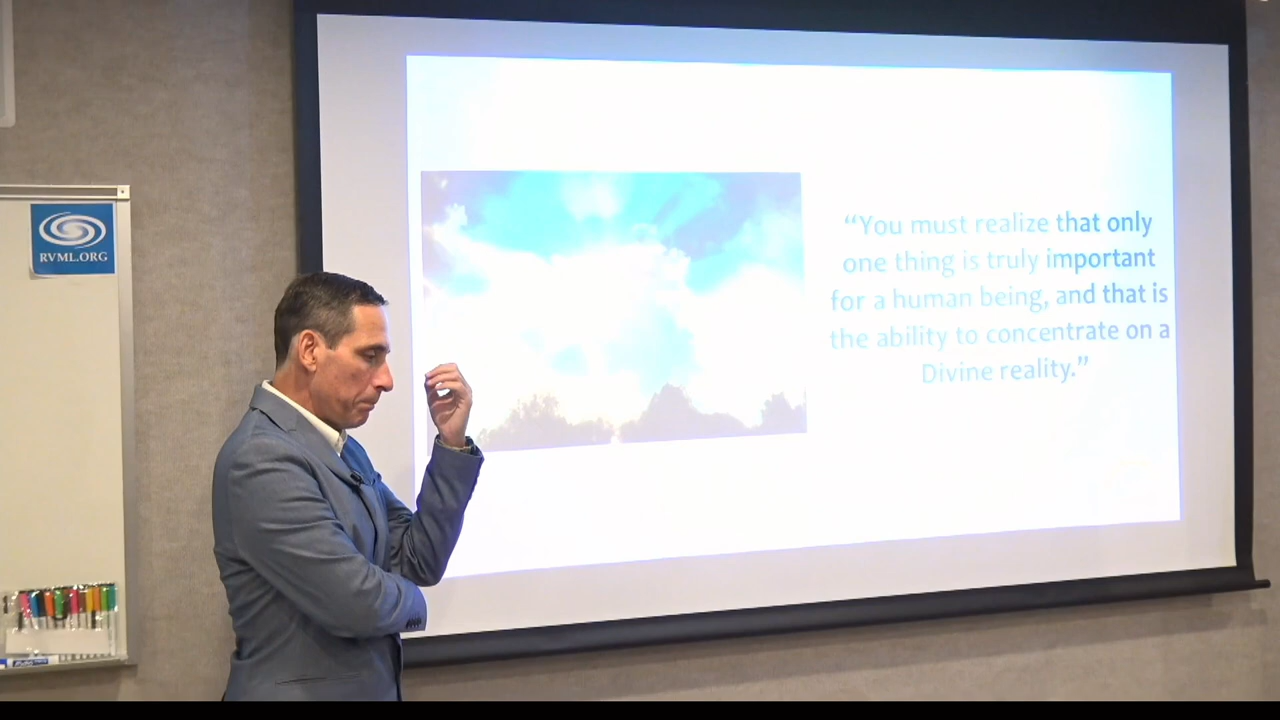 RVML.ORG
“You must realize that only
one thing is truly important
for a human being, and that is
the ability to concentrate on a
Divine reality.”